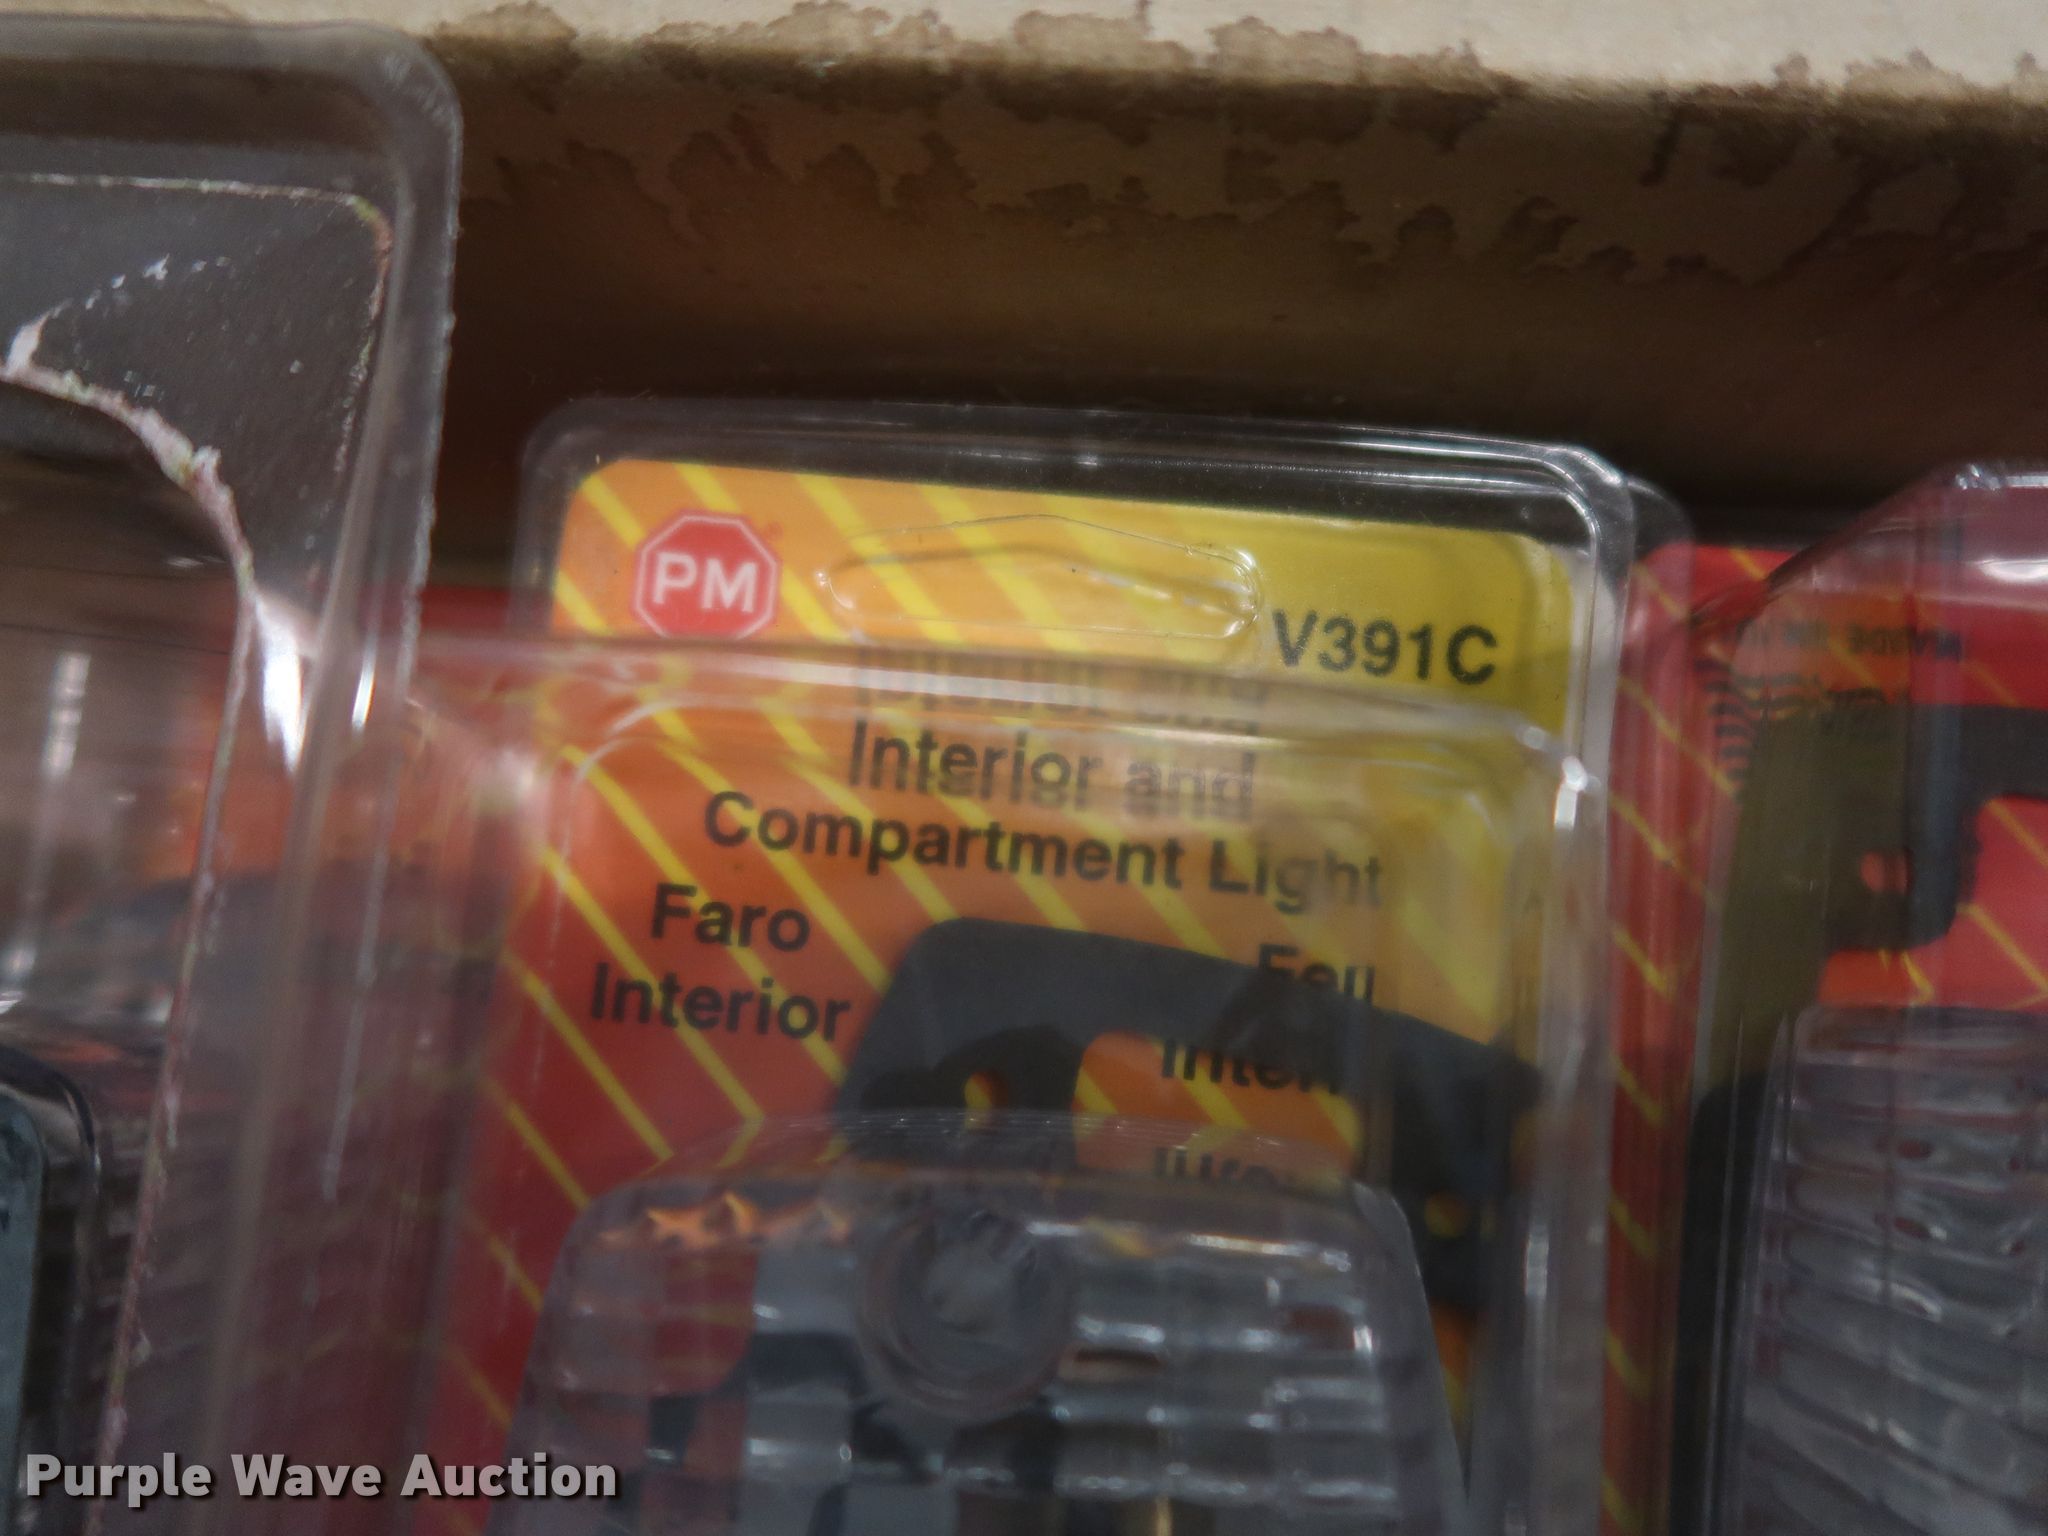 PM
V391C
Interior and
Compartment Light
Faro
Interior
Purple Wave Auction